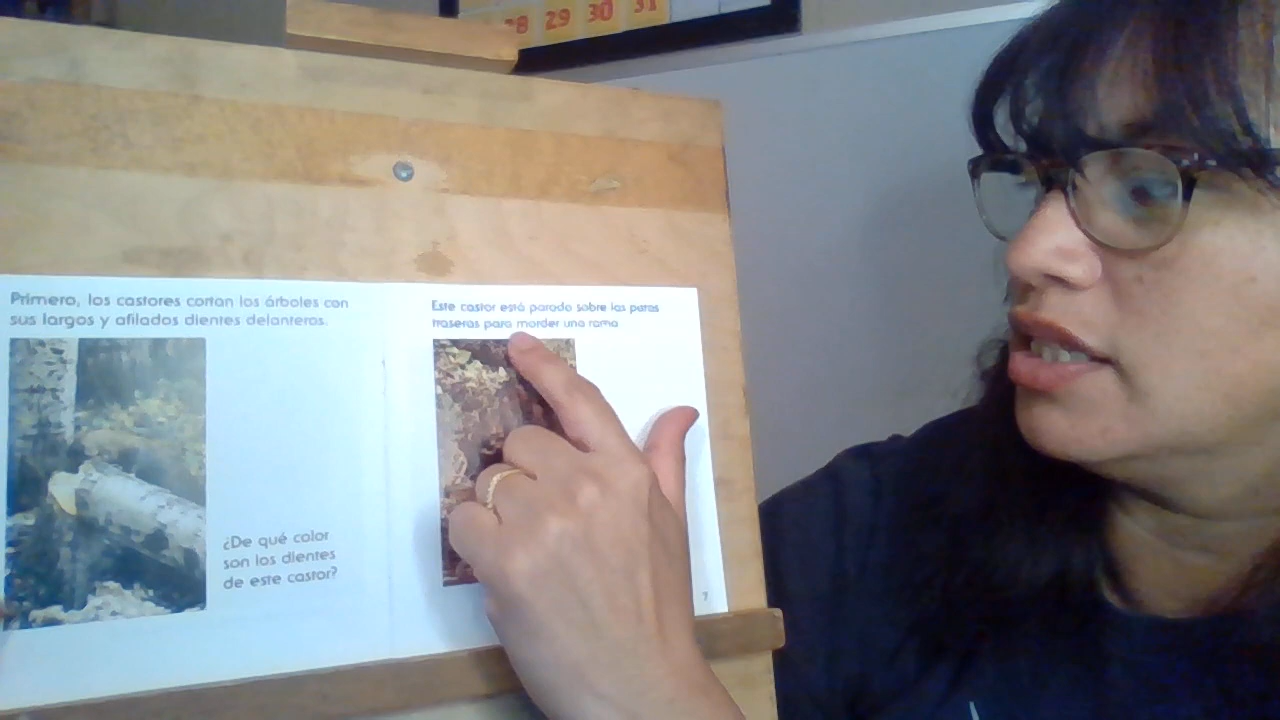 28 29 30 31
Primero, los castores cortan los árboles con
sus largos y afilados dientes delanteros.
¿De qué color
son los dientes
de este castor?
Este castor está parado sobre las patas
traseras para morder una rama
7